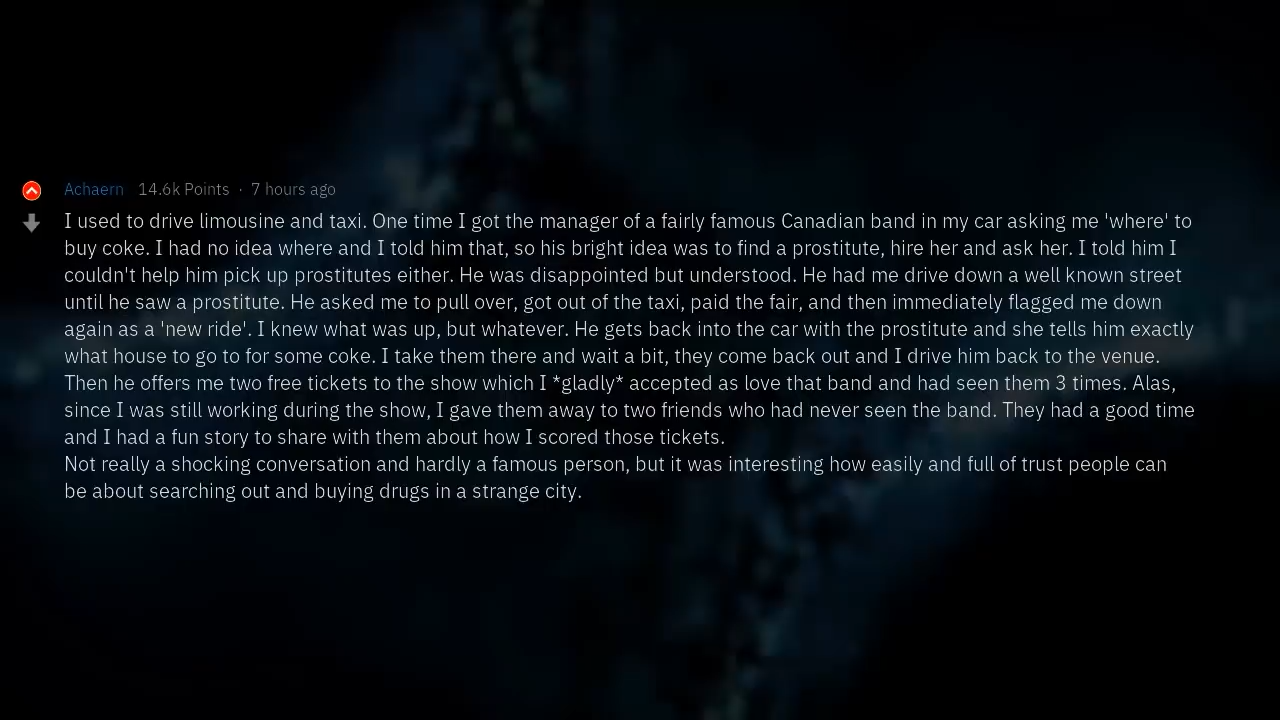 Achaern 14.6k Points · 7 hours ago
I used to drive limousine and taxi. One time I got the manager of a fairly famous Canadian band in my car asking me 'where' to
buy coke. I had no idea where and I told him that, so his bright idea was to find a prostitute, hire her and ask her. I told him I
couldn't help him pick up prostitutes either. He was disappointed but understood. He had me drive down a well known street
until he saw a prostitute. He asked me to pull over, got out of the taxi, paid the fair, and then immediately flagged me down
again as a 'new ride'. I knew what was up, but whatever. He gets back into the car with the prostitute and she tells him exactly
what house to go to for some coke. I take them there and wait a bit, they come back out and I drive him back to the venue.
Then he offers me two free tickets to the show which I *gladly* accepted as love that band and had seen them 3 times. Alas,
since I was still working during the show, I gave them away to two friends who had never seen the band. They had a good time
and I had a fun story to share with them about how I scored those tickets.
Not really a shocking conversation and hardly a famous person, but it was interesting how easily and full of trust people can
be about searching out and buying drugs in a strange city.